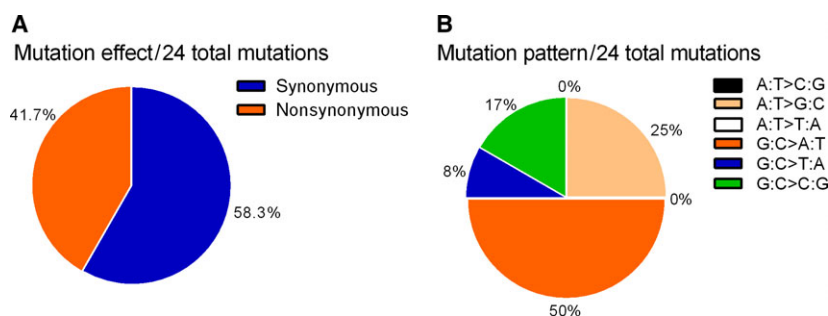 A
Mutation effect/24 total mutations
Synonymous
Nonsynonymous
41.7%
58.3%
B
Mutation pattern/24 total mutations
0%
17%
25%
8%
0%
50%
A:T>C:G
A:T>G:C
A:T>T:A
G:C>A:T
G:C>T:A
G:C>C:G